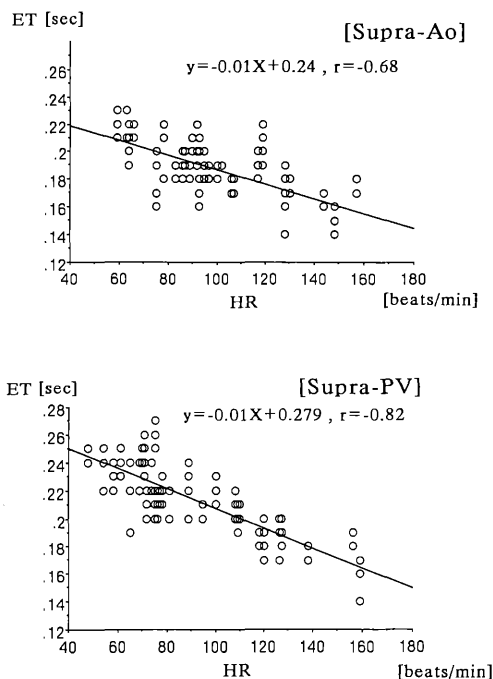 ET [sec]
[Supra-Ao]
y=-0.01X+0.24 , r=-0.68
.26
.24
.22
.2
.18
.16
.14
.12
40 60 80 100 120 140 160 180
HR [beats/min]
ET [sec]
[Supra-PV]
y=-0.01X+0.279 , r=-0.82
.28
.26
.24
.22
.2
.18
.16
.14
.12
40 60 80 100 120 140 160 180
HR [beats/min]